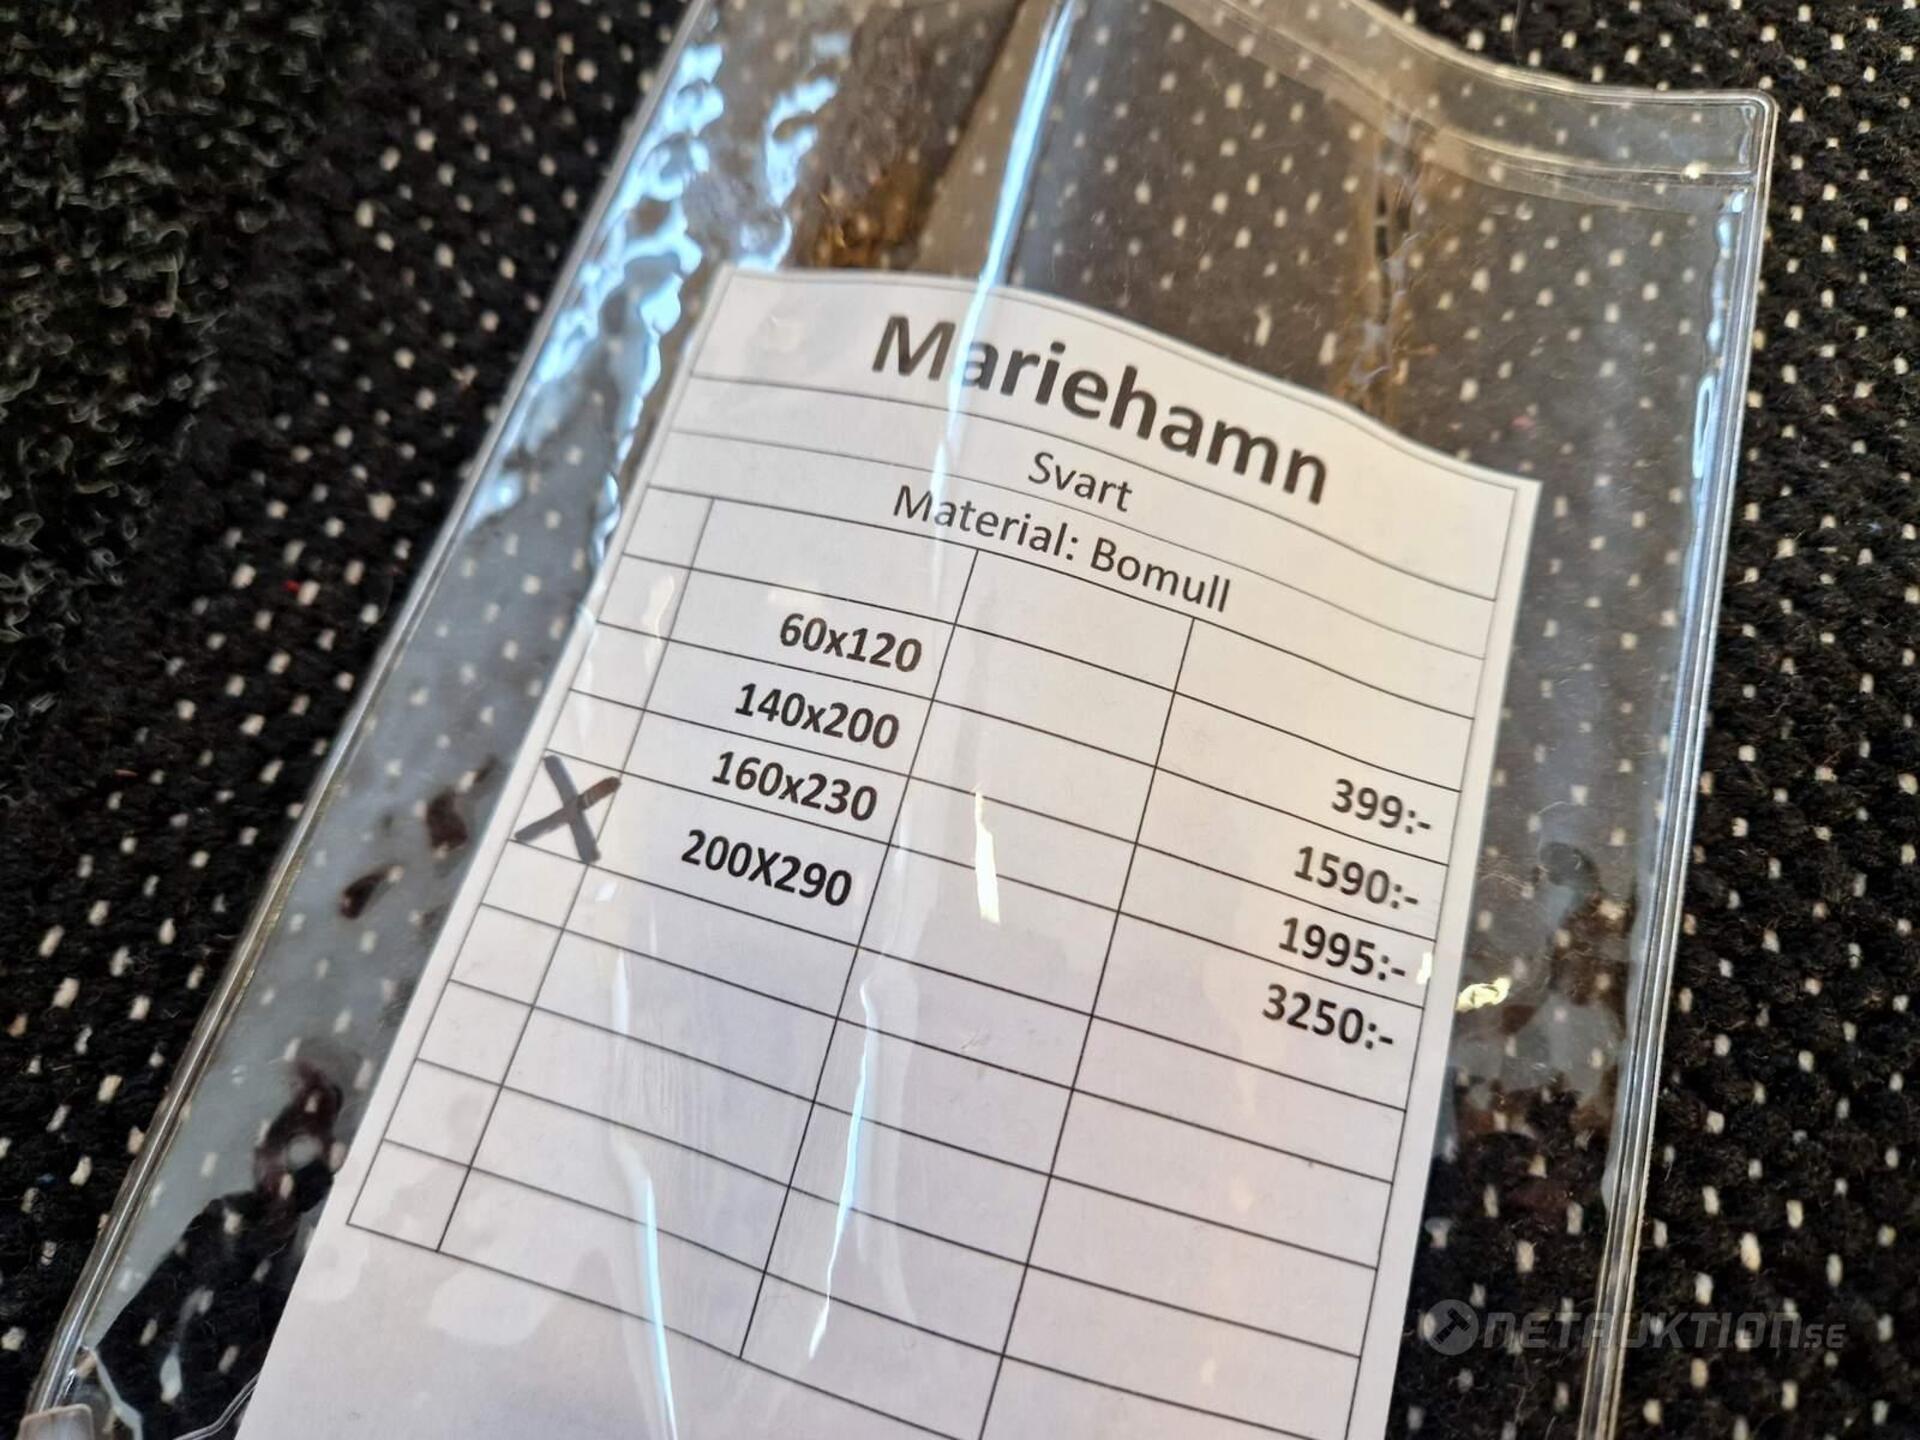 Mariehamn
Svart
Material: Bomull
60x120 399:-
140x200 1590:-
160x230 1995:-
X 200X290 3250:-
NETAUKTION.SE